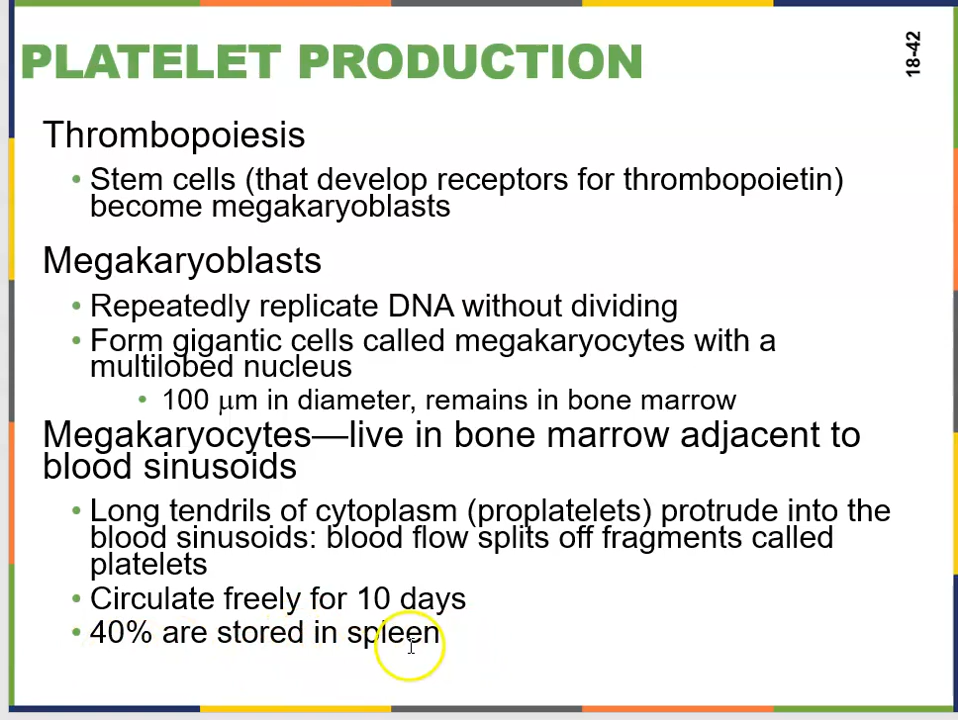 PLATELET PRODUCTION
18-42
Thrombopoiesis
• Stem cells (that develop receptors for thrombopoietin)
become megakaryoblasts
Megakaryoblasts
• Repeatedly replicate DNA without dividing
• Form gigantic cells called megakaryocytes with a
multilobed nucleus
• 100 μm in diameter, remains in bone marrow
Megakaryocytes—live in bone marrow adjacent to
blood sinusoids
• Long tendrils of cytoplasm (proplatelets) protrude into the
blood sinusoids: blood flow splits off fragments called
platelets
• Circulate freely for 10 days
• 40% are stored in spleen